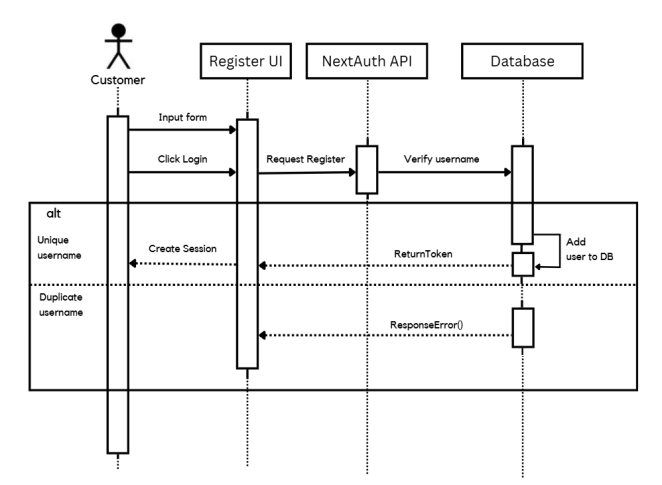 Customer
Register UI
NextAuth API
Database
Input form
Click Login
Request Register
Verify username
alt
Unique
username
Create Session
ReturnToken
Add
user to DB
Duplicate
username
ResponseError()